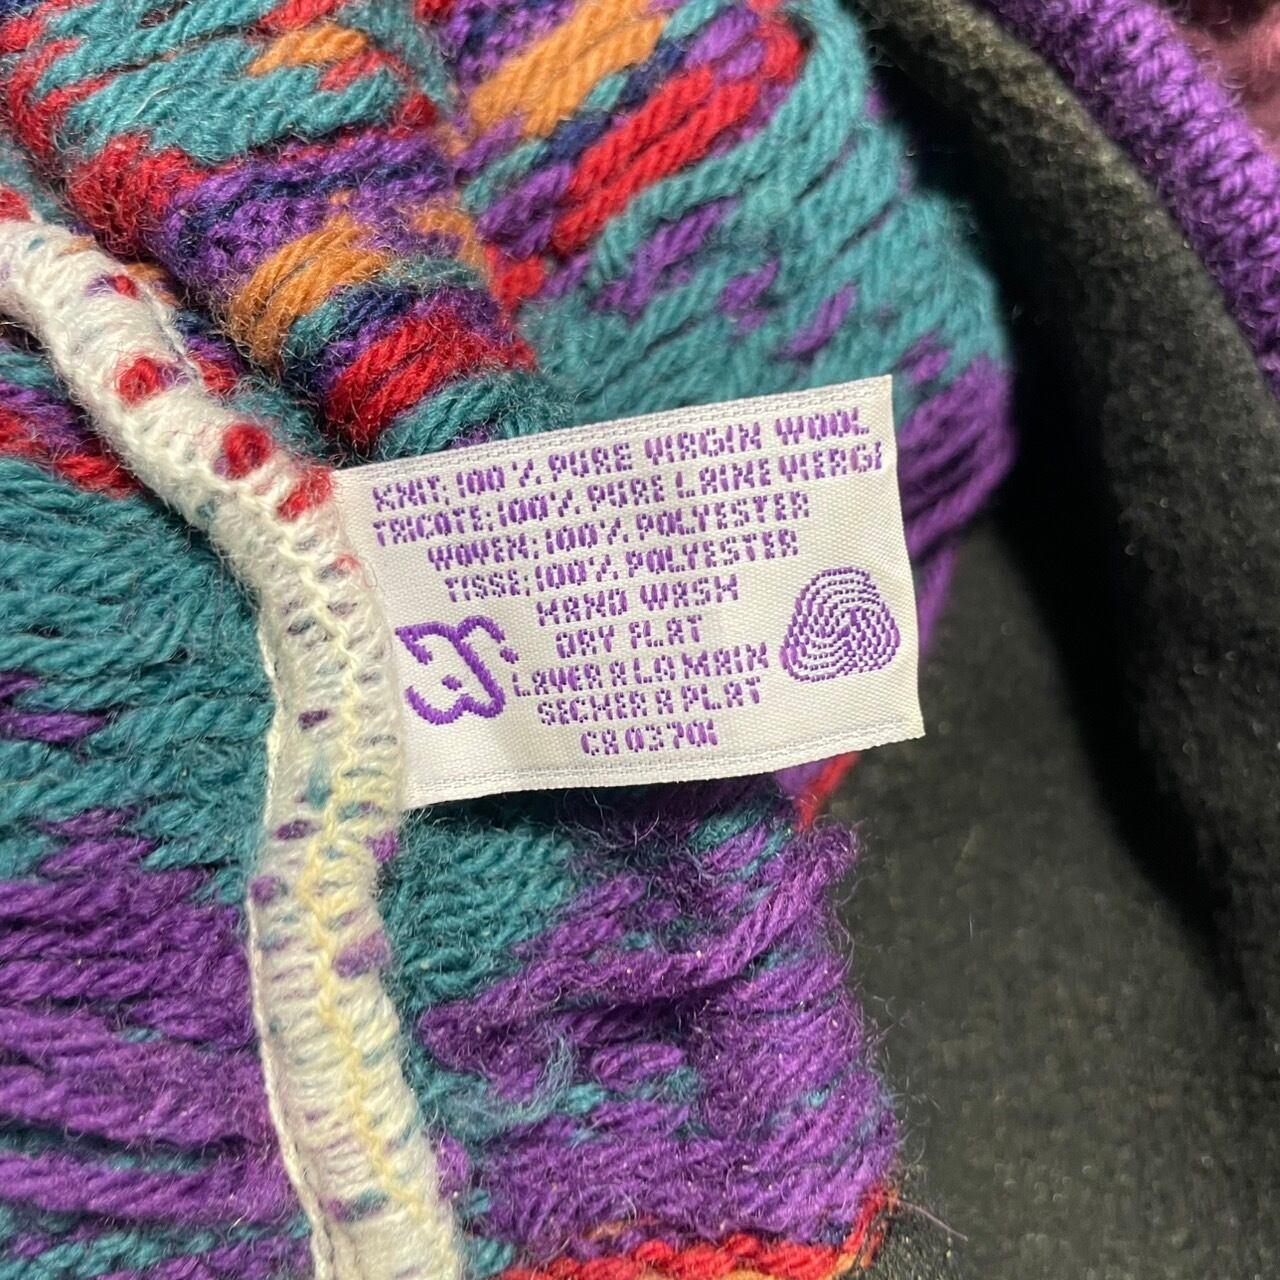 KNIT: 100% PURE VIRGIN WOOL
TRICOTE: 100% PURE LAINE VIERGE
WOVEN: 100% POLYESTER
TISSE: 100% POLYESTER
HAND WASH
DRY FLAT
LAVER A LA MAIN
SECHER A PLAT
CA 03701